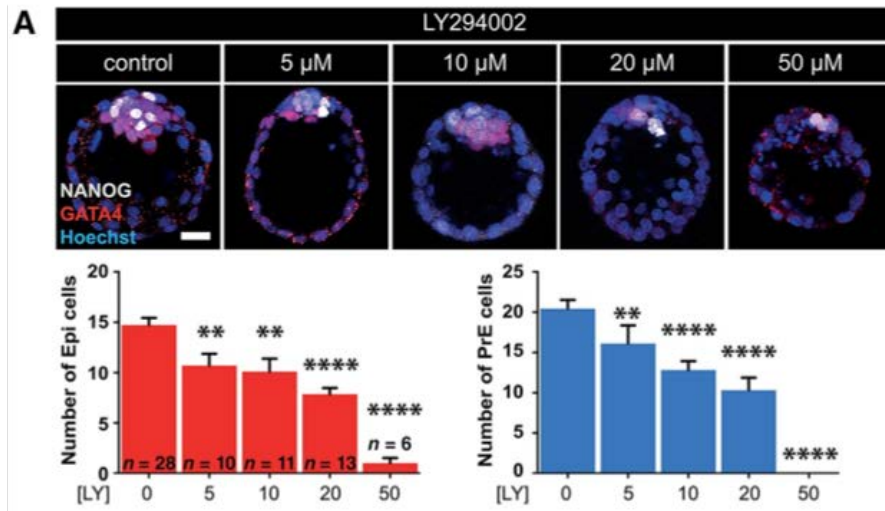 A
LY294002
control 5 µM 10 µM 20 µM 50 µM
NANOG
GATA4
Hoechst
Number of Epi cells
20
15
10
5
0
** ** **** ****
n = 28 n = 10 n = 11 n = 13 n = 6
[LY] 0 5 10 20 50
Number of PrE cells
25
20
15
10
5
0
** **** **** ****
[LY] 0 5 10 20 50